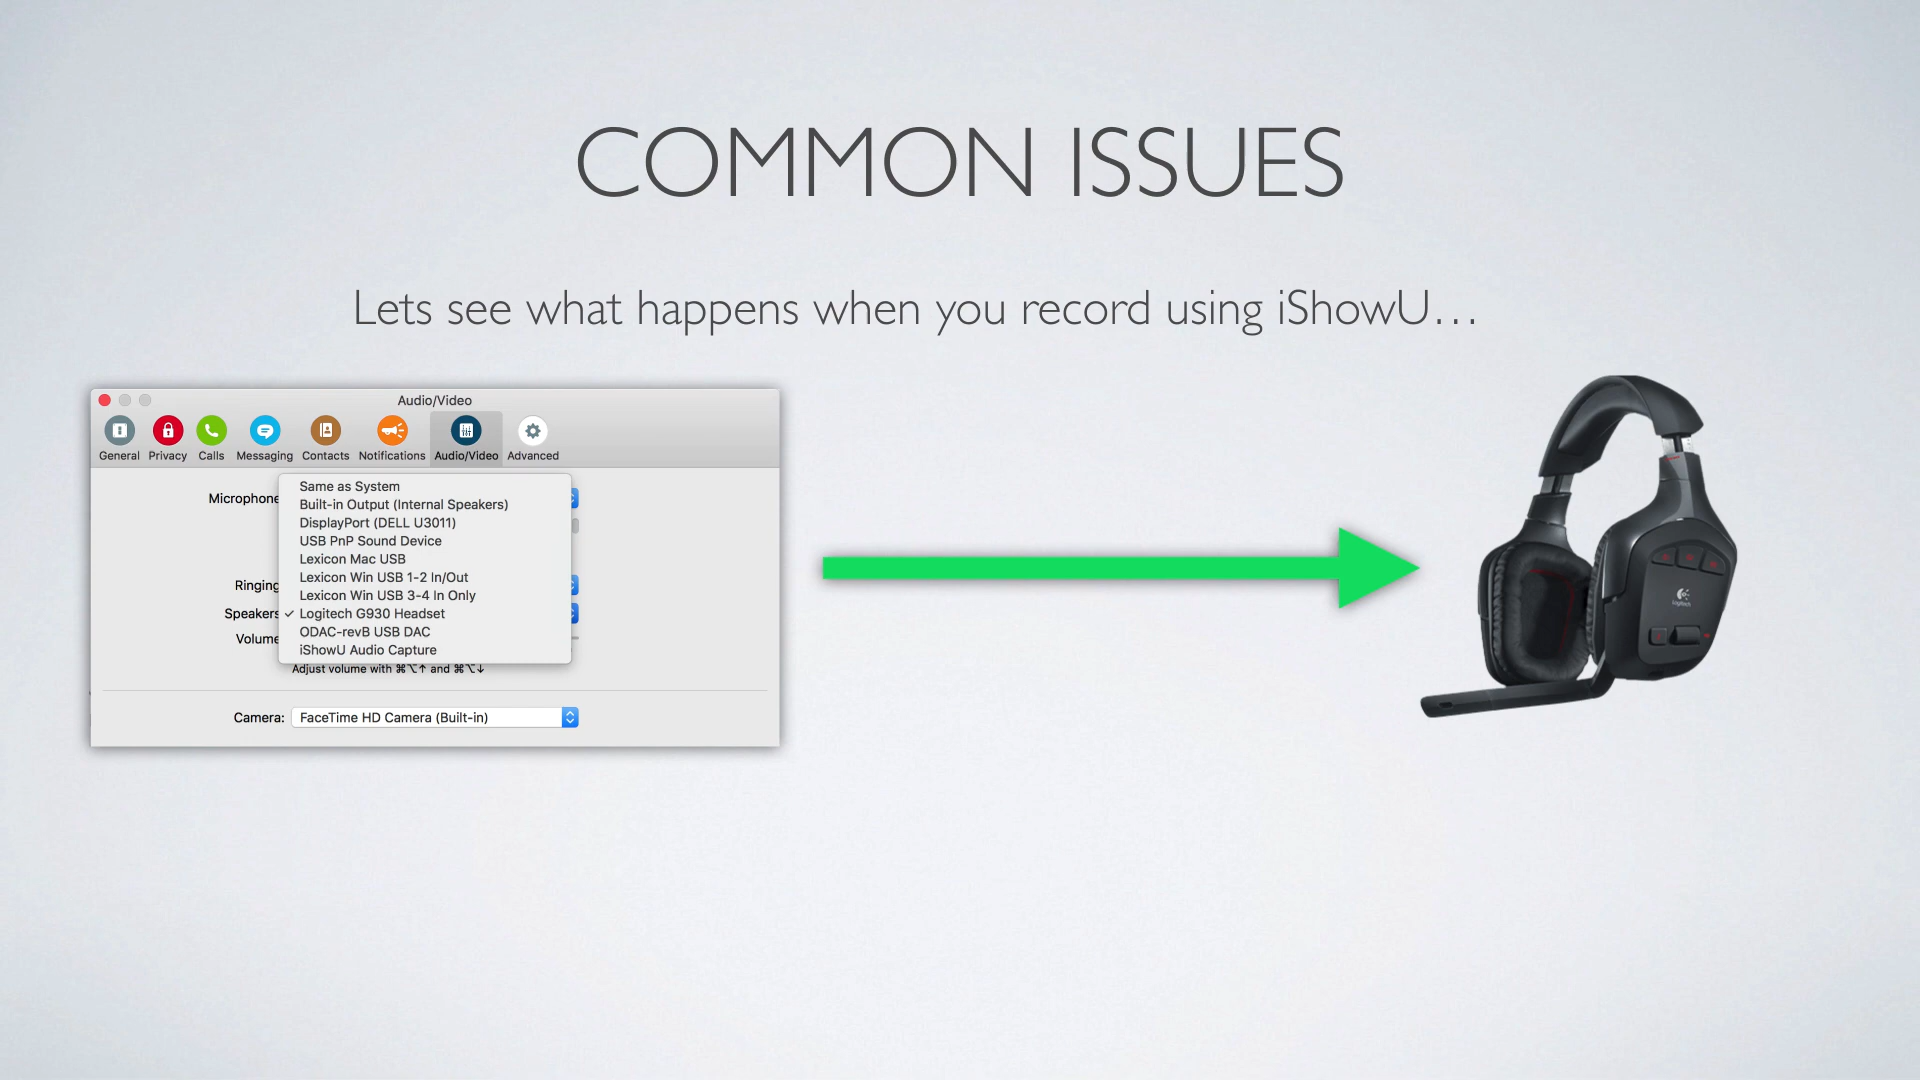 COMMON ISSUES
Lets see what happens when you record using iShowU...
Audio/Video
General Privacy Calls Messaging Contacts Notifications Audio/Video Advanced
Same as System
Microphone
Built-in Output (Internal Speakers)
DisplayPort (DELL U3011)
USB PnP Sound Device
Lexicon Mac USB
Lexicon Win USB 1-2 In/Out
Ringing
Lexicon Win USB 3-4 In Only
Speakers ✓ Logitech G930 Headset
ODAC-revB USB DAC
Volume
iShowU Audio Capture
Adjust volume with ⌘⌥↑ and ⌘⌥↓
Camera: FaceTime HD Camera (Built-in)
Logitech